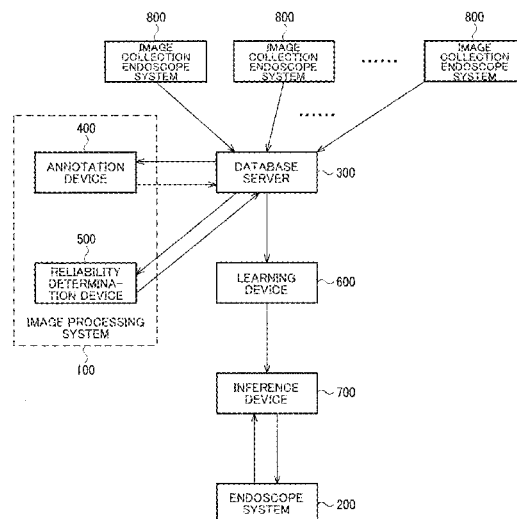 800
800
800
IMAGE
COLLECTION
ENDOSCOPE
SYSTEM
IMAGE
COLLECTION
ENDOSCOPE
SYSTEM
IMAGE
COLLECTION
ENDOSCOPE
SYSTEM
400
ANNOTATION
DEVICE
DATABASE
SERVER
300
500
RELIABILITY
DETERMINA-
TION DEVICE
IMAGE PROCESSING
SYSTEM
100
LEARNING
DEVICE
600
INFERENCE
DEVICE
700
ENDOSCOPE
SYSTEM
200